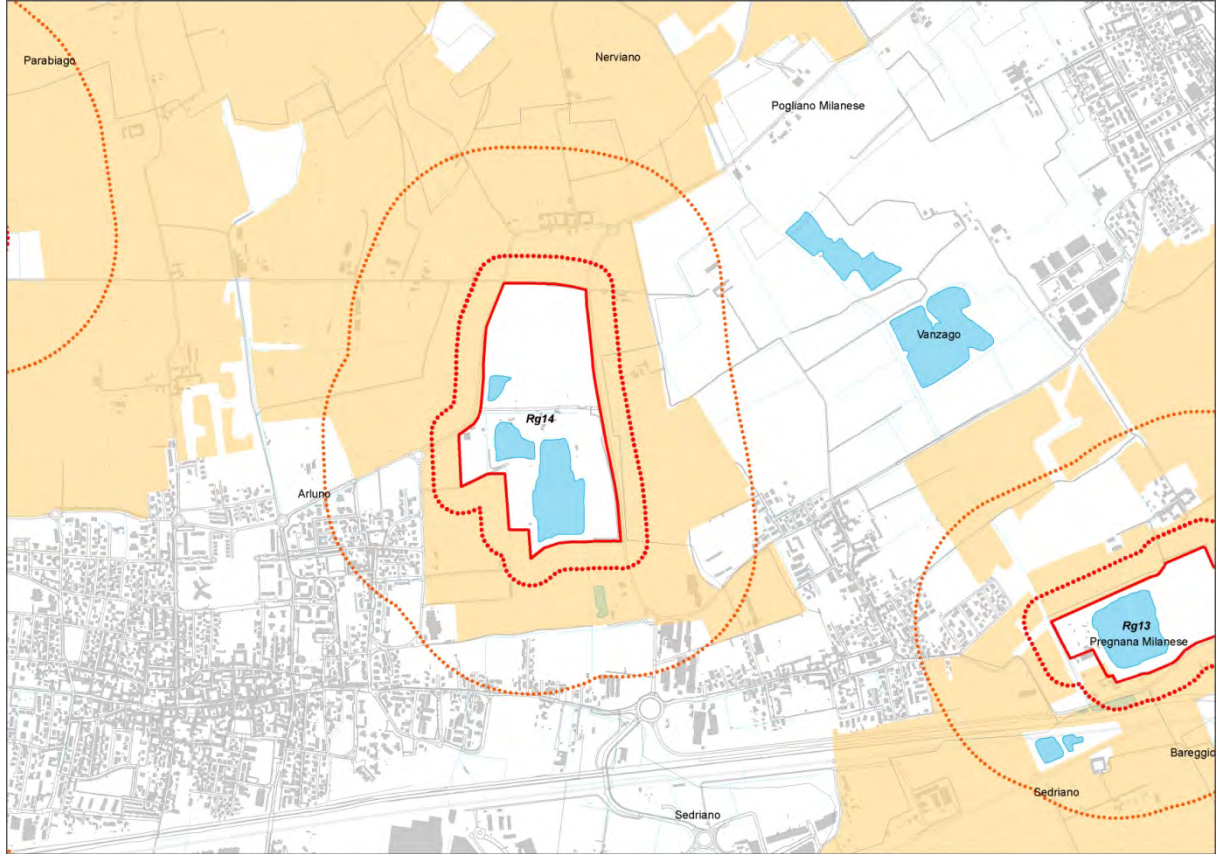 Parabiago
Nerviano
Pogliano Milanese
Vanzago
Rg14
Arluno
Rg13
Pregnana Milanese
Bareggio
Sedriano
Sedriano